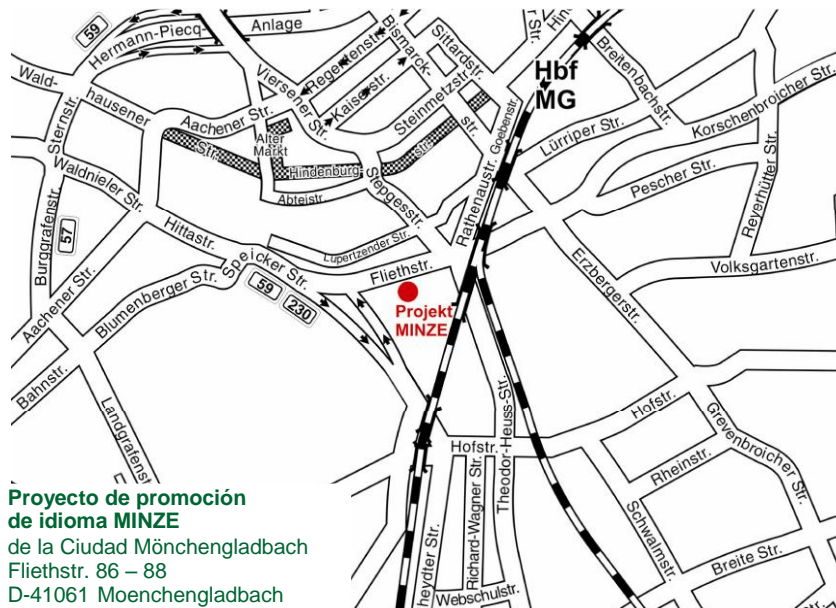 59
Hermann-Piecq-
Anlage
Wald-
hausener
Sternstr.
Viersener Str.
Regentenstr.
Bismarck-
str.
Kaiserstr.
Sittardstr.
Steinmetzstr.
Hbf
MG
Breitenbachstr.
Korschenbroicher Str.
Lürriper Str.
Goebenstr.
Rathenaustr.
Pescher Str.
Reyerhütter Str.
Volksgartenstr.
Aachener Str.
Alter
Markt
Str.
Hindenburg-
str.
Abteistr.
Stepgesstr.
Waldnieler Str.
Hittastr.
Burggrafenstr.
57
Speicker Str.
Lüpertzender Str.
Fliethstr.
59
230
Projekt
MINZE
Erzbergerstr.
Aachener Str.
Blumenberger Str.
Bahnstr.
Landgrafenstr.
Theodor-Heuss-Str.
Hofstr.
Hofstr.
Grevenbroicher Str.
Rheinstr.
Schwalmstr.
Richard-Wagner Str.
Breite Str.
Webschulstr.
Proyecto de promoción
de idioma MINZE
de la Ciudad Mönchengladbach
Fliethstr. 86 – 88
D-41061 Moenchengladbach